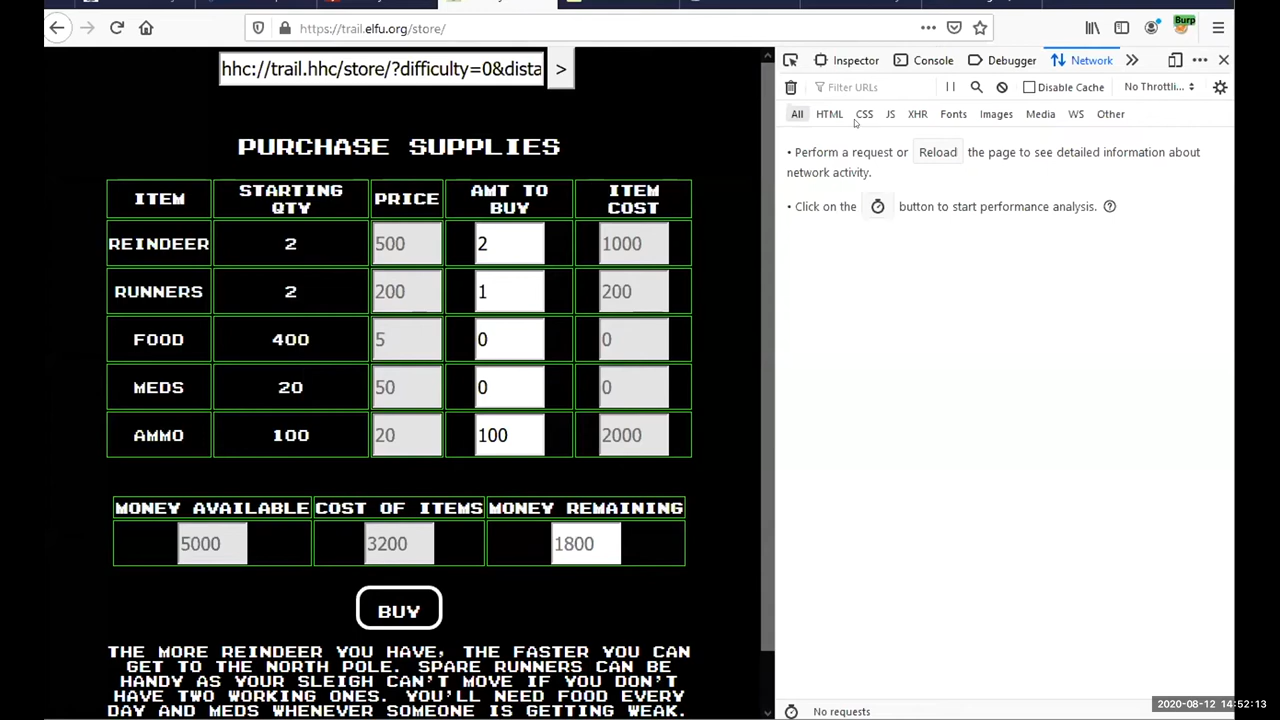 https://trail.elfu.org/store/
Burp
hhc://trail.hhc/store/?difficulty=0&dista
>
Inspector
Console
Debugger
Network
Filter URLs
Disable Cache
No Throttli...
All
HTML
CSS
JS
XHR
Fonts
Images
Media
WS
Other
• Perform a request or Reload the page to see detailed information about
network activity.
• Click on the button to start performance analysis.
PURCHASE SUPPLIES
ITEM STARTING QTY PRICE AMT TO BUY ITEM COST
REINDEER 2 500 2 1000
RUNNERS 2 200 1 200
FOOD 400 5 0 0
MEDS 20 50 0 0
AMMO 100 20 100 2000
MONEY AVAILABLE COST OF ITEMS MONEY REMAINING
5000 3200 1800
BUY
THE MORE REINDEER YOU HAVE, THE FASTER YOU CAN
GET TO THE NORTH POLE. SPARE RUNNERS CAN BE
HANDY AS YOUR SLEIGH CAN'T MOVE IF YOU DON'T
HAVE TWO WORKING ONES. YOU'LL NEED FOOD EVERY
DAY AND MEDS WHENEVER SOMEONE IS GETTING WEAK.
No requests
2020-08-12 14:52:13